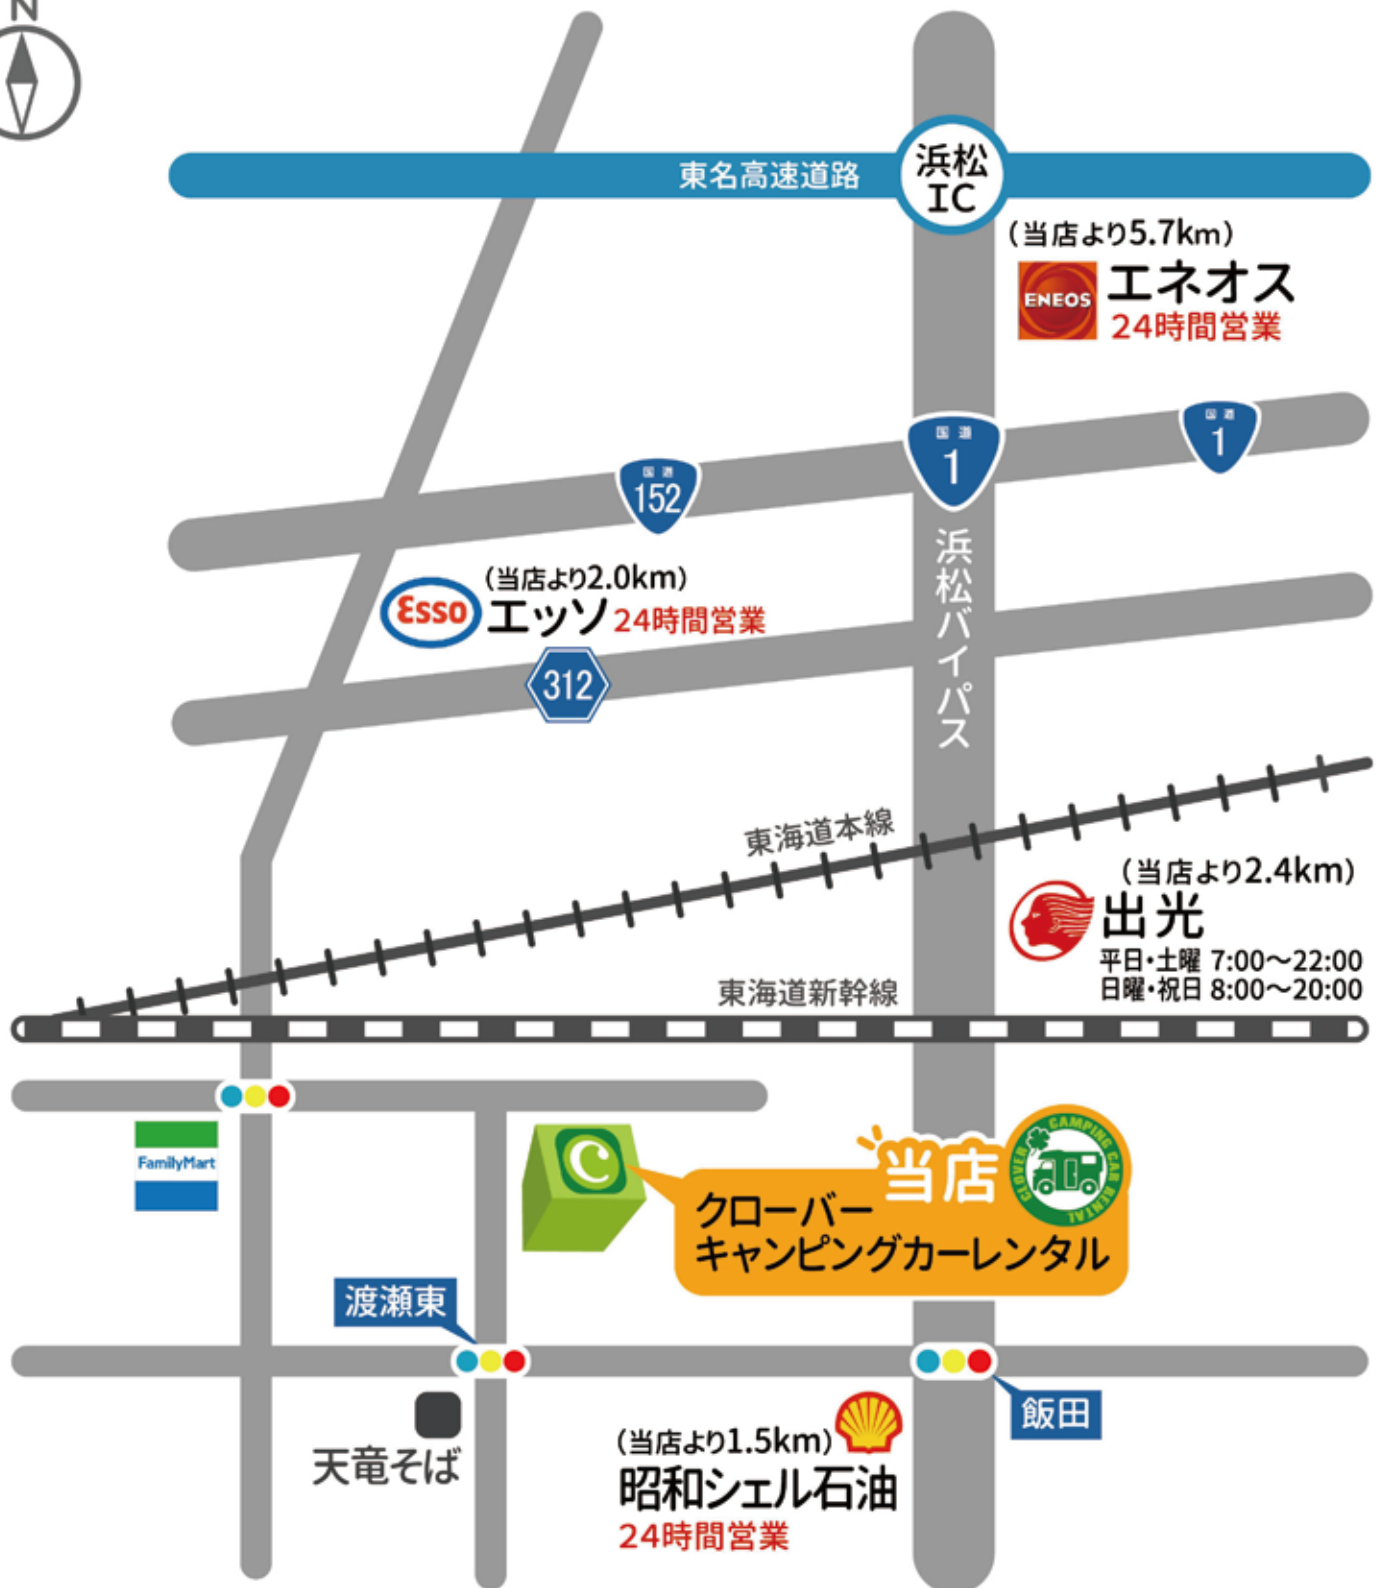 N
東名高速道路
浜松
IC
(当店より5.7km)
ENEOS
エネオス
24時間営業
国道
1
国道
1
国道
152
浜松バイパス
(当店より2.0km)
Esso
エッソ 24時間営業
312
東海道本線
(当店より2.4km)
出光
平日・土曜 7:00～22:00
日曜・祝日 8:00～20:00
東海道新幹線
FamilyMart
C
当店
CLOVER CAMPING CAR RENTAL
クローバー
キャンピングカーレンタル
渡瀬東
飯田
天竜そば
(当店より1.5km)
昭和シェル石油
24時間営業